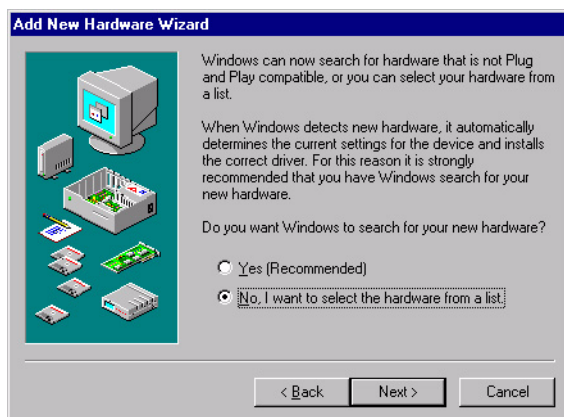 Add New Hardware Wizard
Windows can now search for hardware that is not Plug
and Play compatible, or you can select your hardware from
a list.
When Windows detects new hardware, it automatically
determines the current settings for the device and installs
the correct driver. For this reason it is strongly
recommended that you have Windows search for your
new hardware.
Do you want Windows to search for your new hardware?
Yes (Recommended)
No, I want to select the hardware from a list.
< Back Next > Cancel